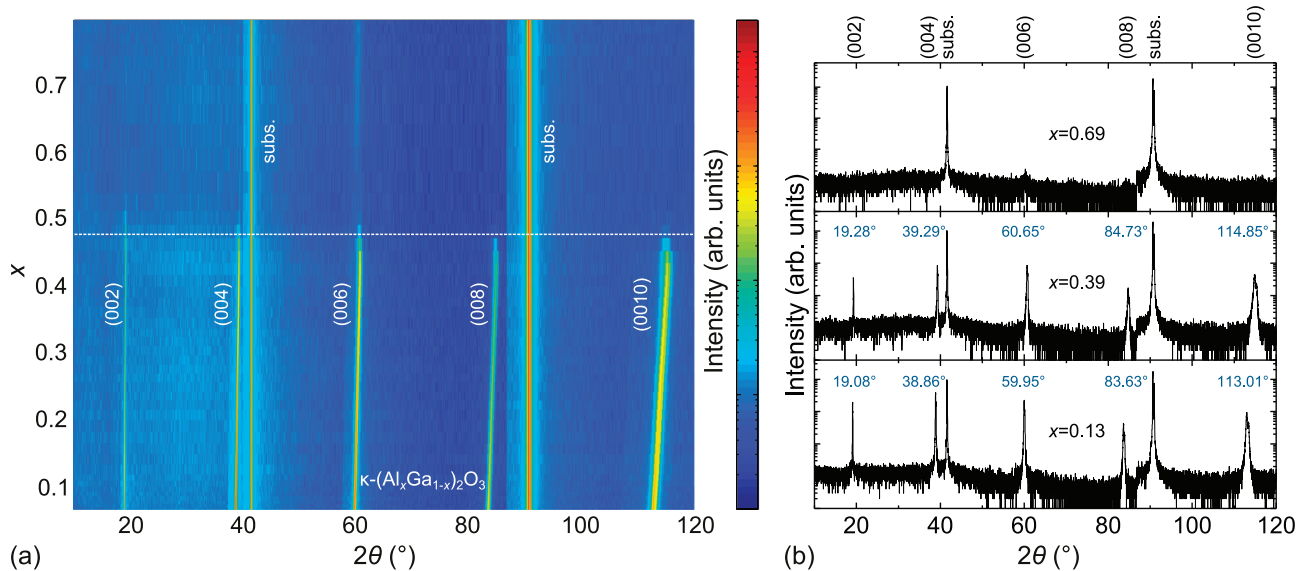 0.7
0.6
0.5
0.4
0.3
0.2
0.1
x
subs.
subs.
(002)
(004)
(006)
(008)
(0010)
κ-(AlₓGa₁₋ₓ)₂O₃
20 40 60 80 100 120
2θ (°)
(a)
Intensity (arb. units)
(002) (004) subs. (006) (008) subs. (0010)
x=0.69
19.28° 39.29° 60.65° 84.73° 114.85°
x=0.39
19.08° 38.86° 59.95° 83.63° 113.01°
x=0.13
Intensity (arb. units)
20 40 60 80 100 120
2θ (°)
(b)